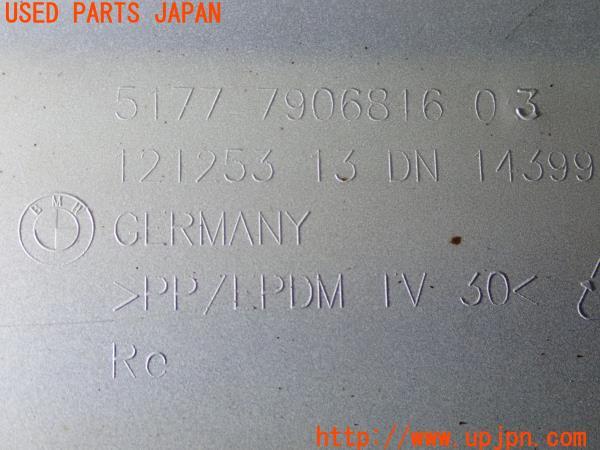 USED PARTS JAPAN
5177 7906816 03
121253 13 DN 14399
BMW
GERMANY
>PP/EPDM TV 30<
Re
http://www.upjpn.com